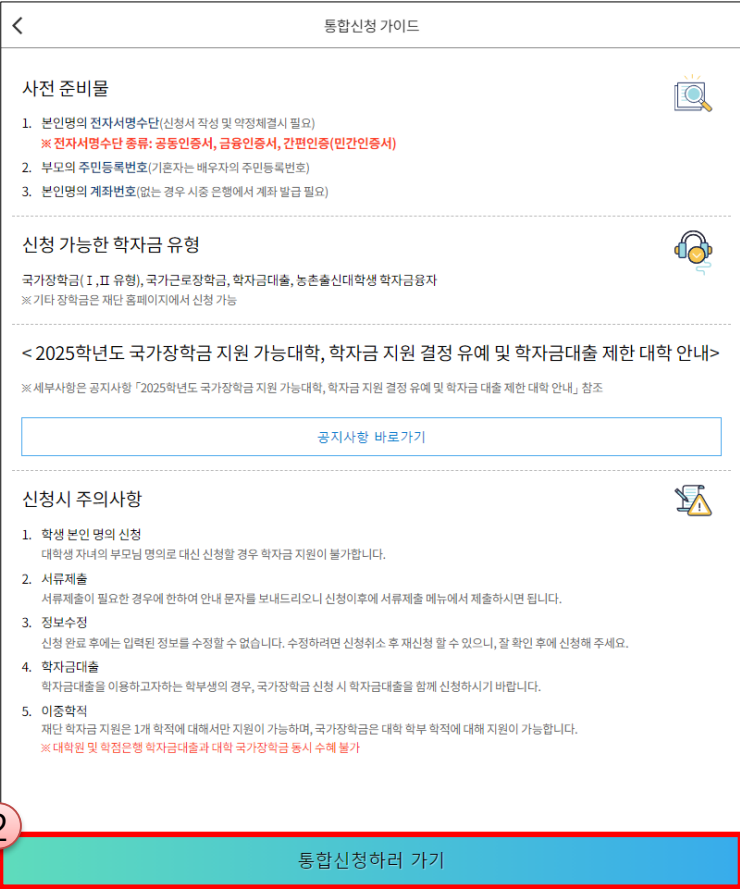 통합신청 가이드
사전 준비물
1. 본인명의 전자서명수단(신청서 작성 및 약정체결시 필요)
※ 전자서명수단 종류: 공동인증서, 금융인증서, 간편인증(민간인증서)
2. 부모의 주민등록번호(기혼자는 배우자의 주민등록번호)
3. 본인명의 계좌번호(없는 경우 시중 은행에서 계좌 발급 필요)
신청 가능한 학자금 유형
국가장학금(Ⅰ,Ⅱ 유형), 국가근로장학금, 학자금대출, 농촌출신대학생 학자금융자
※ 기타 장학금은 재단 홈페이지에서 신청 가능
< 2025학년도 국가장학금 지원 가능대학, 학자금 지원 결정 유예 및 학자금대출 제한 대학 안내>
※ 세부사항은 공지사항 「2025학년도 국가장학금 지원 가능대학, 학자금 지원 결정 유예 및 학자금 대출 제한 대학 안내」 참조
공지사항 바로가기
신청시 주의사항
1. 학생 본인 명의 신청
대학생 자녀의 부모님 명의로 대신 신청할 경우 학자금 지원이 불가합니다.
2. 서류제출
서류제출이 필요한 경우에 한하여 안내 문자를 보내드리오니 신청이후에 서류제출 메뉴에서 제출하시면 됩니다.
3. 정보수정
신청 완료 후에는 입력된 정보를 수정할 수 없습니다. 수정하려면 신청취소 후 재신청 할 수 있으니, 잘 확인 후에 신청해 주세요.
4. 학자금대출
학자금대출을 이용하고자하는 학부생의 경우, 국가장학금 신청 시 학자금대출을 함께 신청하시기 바랍니다.
5. 이중학적
재단 학자금 지원은 1개 학적에 대해서만 지원이 가능하며, 국가장학금은 대학 학부 학적에 대해 지원이 가능합니다.
※ 대학원 및 학점은행 학자금대출과 대학 국가장학금 동시 수혜 불가
2
통합신청하러 가기